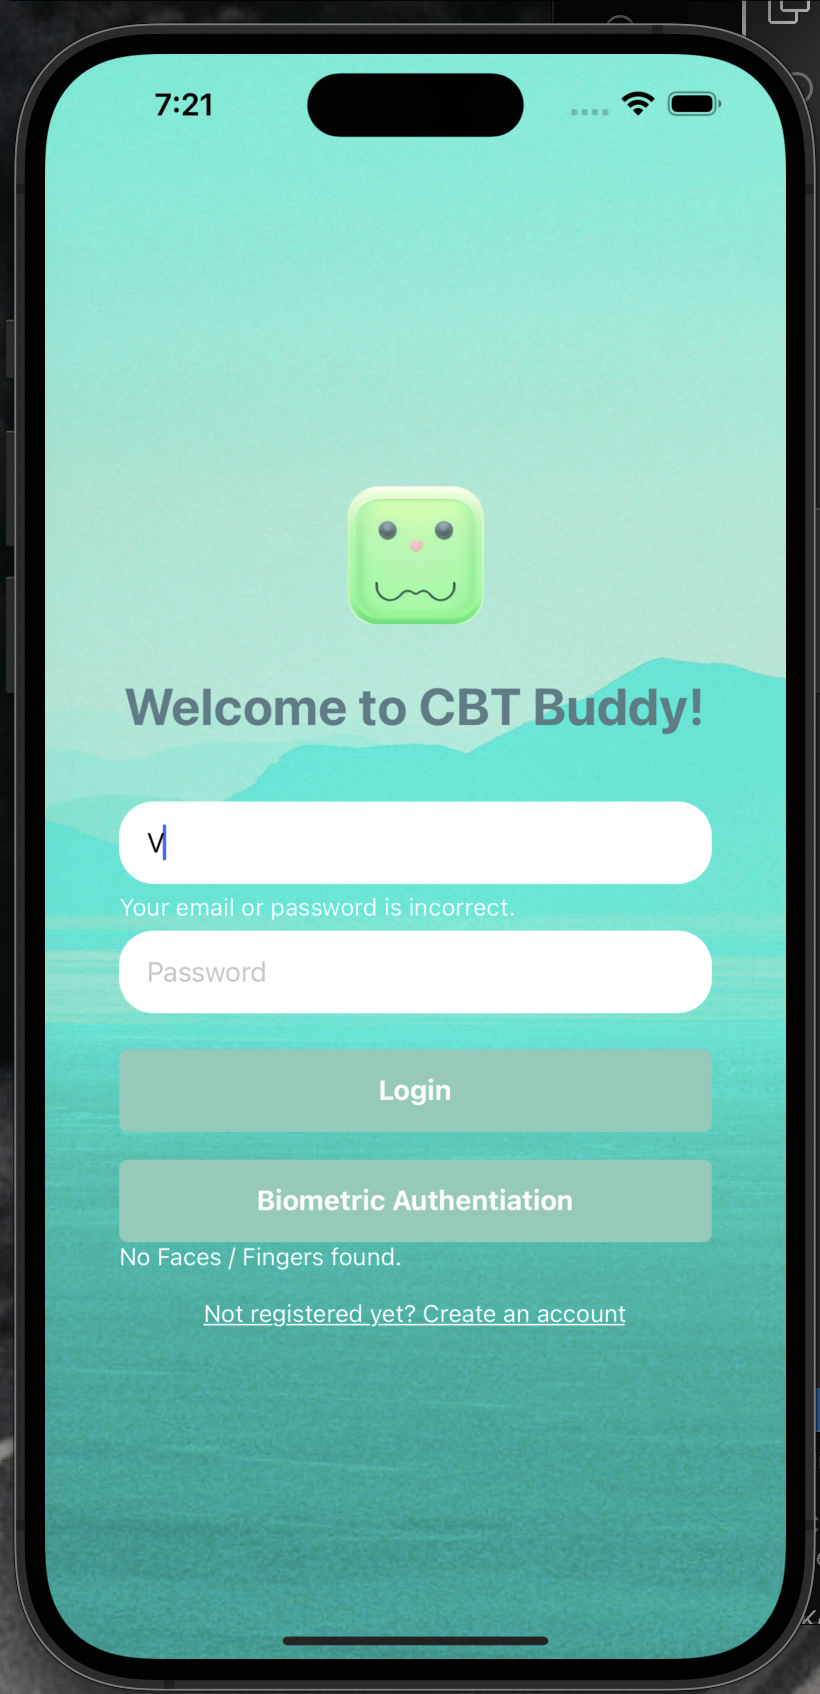 7:21
Welcome to CBT Buddy!
V
Your email or password is incorrect.
Password
Login
Biometric Authentiation
No Faces / Fingers found.
Not registered yet? Create an account